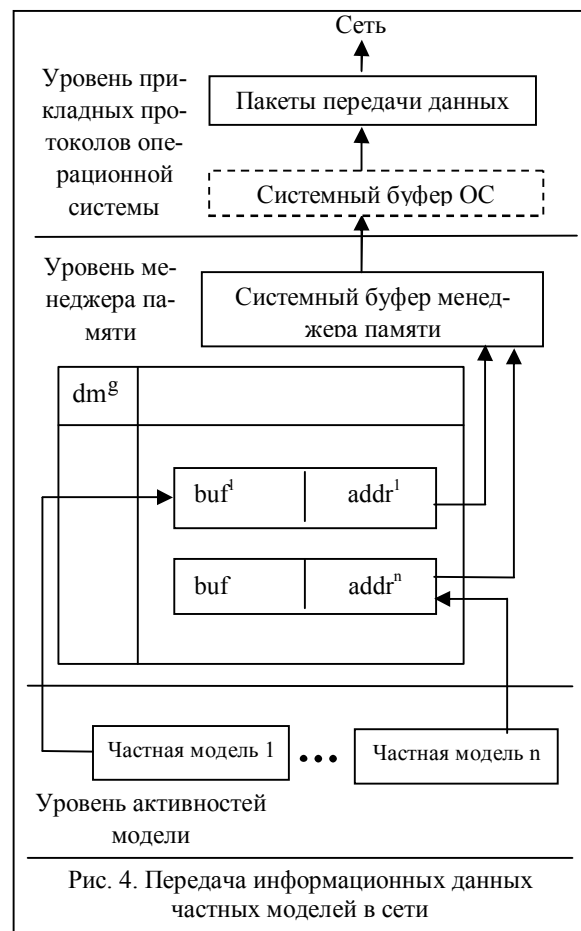 Сеть
Уровень при-
кладных про-
токолов опе-
рационной
системы
Пакеты передачи данных
Системный буфер ОС
Уровень ме-
неджера па-
мяти
Системный буфер менед-
жера памяти
dm^g
buf^1 addr^1
buf addr^n
Частная модель 1 ... Частная модель n
Уровень активностей
модели
Рис. 4. Передача информационных данных
частных моделей в сети